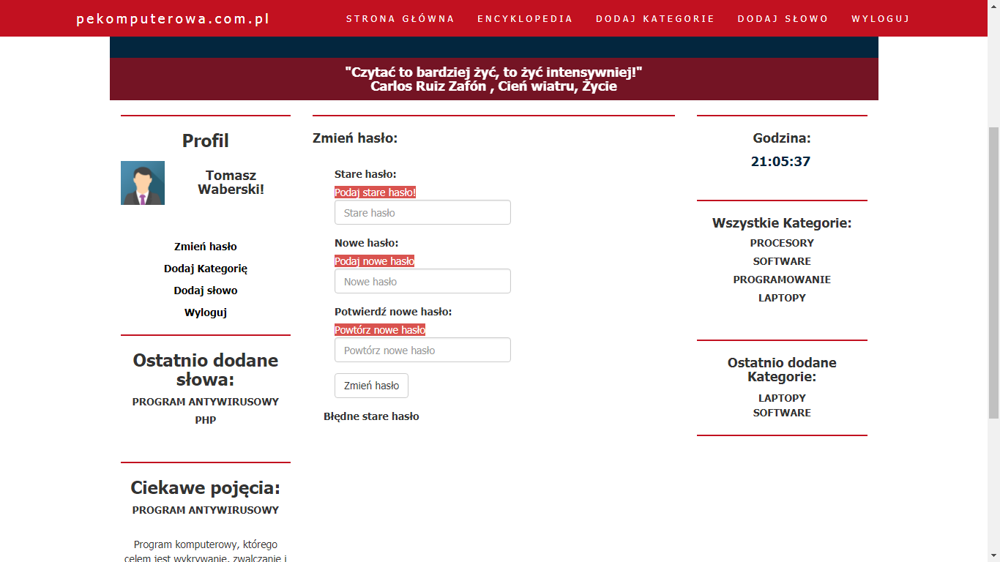 pekomputerowa.com.pl
STRONA GŁÓWNA
ENCYKLOPEDIA
DODAJ KATEGORIE
DODAJ SŁOWO
WYLOGUJ
"Czytać to bardziej żyć, to żyć intensywniej!"
Carlos Ruiz Zafón , Cień wiatru, Życie
Profil
Tomasz
Waberski!
Zmień hasło
Dodaj Kategorię
Dodaj słowo
Wyloguj
Ostatnio dodane
słowa:
PROGRAM ANTYWIRUSOWY
PHP
Ciekawe pojęcia:
PROGRAM ANTYWIRUSOWY
Program komputerowy, którego
celem jest wykrywanie, zwalczanie i
Zmień hasło:
Stare hasło:
Podaj stare hasło!
Stare hasło
Nowe hasło:
Podaj nowe hasło
Nowe hasło
Potwierdź nowe hasło:
Powtórz nowe hasło
Powtórz nowe hasło
Zmień hasło
Błędne stare hasło
Godzina:
21:05:37
Wszystkie Kategorie:
PROCESORY
SOFTWARE
PROGRAMOWANIE
LAPTOPY
Ostatnio dodane
Kategorie:
LAPTOPY
SOFTWARE